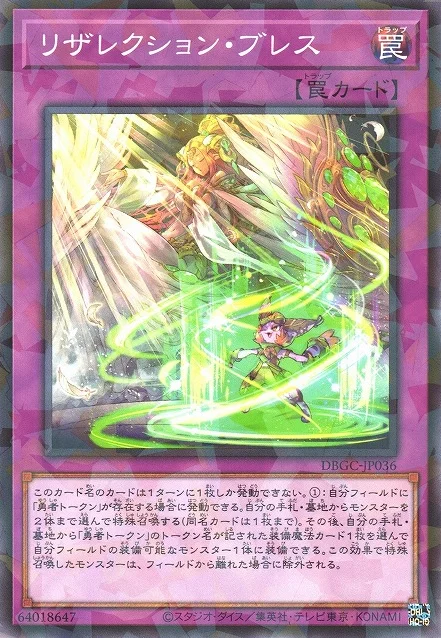 リザレクション・ブレス
トラップ
罠
【罠カード】
トラップ
DBGC-JP036
このカード名のカードは1ターンに1枚しか発動できない。①:自分フィールドに
「勇者トークン」が存在する場合に発動できる。自分の手札・墓地からモンスターを
2体まで選んで特殊召喚する(同名カードは1枚まで)。その後、自分の手札・
墓地から「勇者トークン」のトークン名が記された装備魔法カード1枚を選んで
自分フィールドの装備可能なモンスター1体に装備できる。この効果で特殊
召喚したモンスターは、フィールドから離れた場合に除外される。
64018647
©スタジオ・ダイス/集英社・テレビ東京・KONAMI